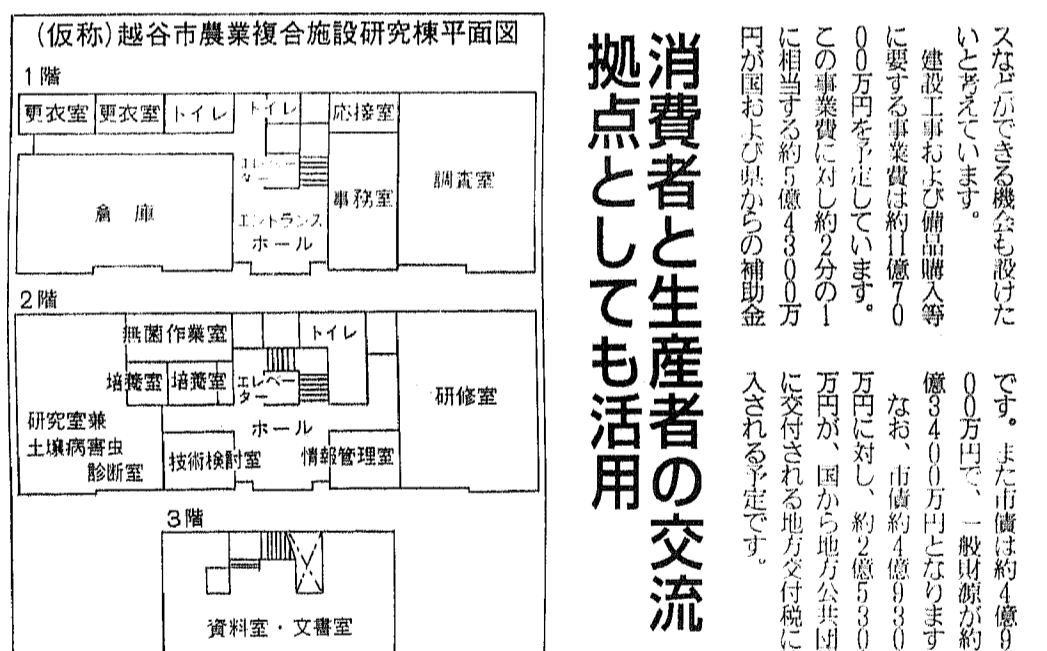 スなどができる機会も設けた
いと考えています。
建設工事および備品購入等
に要する事業費は約11億70
00万円を予定しています。
この事業費に対し約2分の1
に相当する約5億4300万
円が国および県からの補助金
です。また市債は約4億9
00万円で、一般財源が約
億3400万円となります
なお、市債約4億930
万円に対し、約2億530
万円が、国から地方公共団
に交付される地方交付税に
入される予定です。
消費者と生産者の交流
拠点としても活用
(仮称)越谷市農業複合施設研究棟平面図
1階
更衣室 更衣室 トイレ トイレ 応接室
エレベーター
倉庫
エントランス
ホール
事務室
調査室
2階
無菌作業室 トイレ
培養室 培養室 エレベーター
研修室
研究室兼
土壌病害虫
診断室
ホール
技術検討室 情報管理室
3階
資料室・文書室